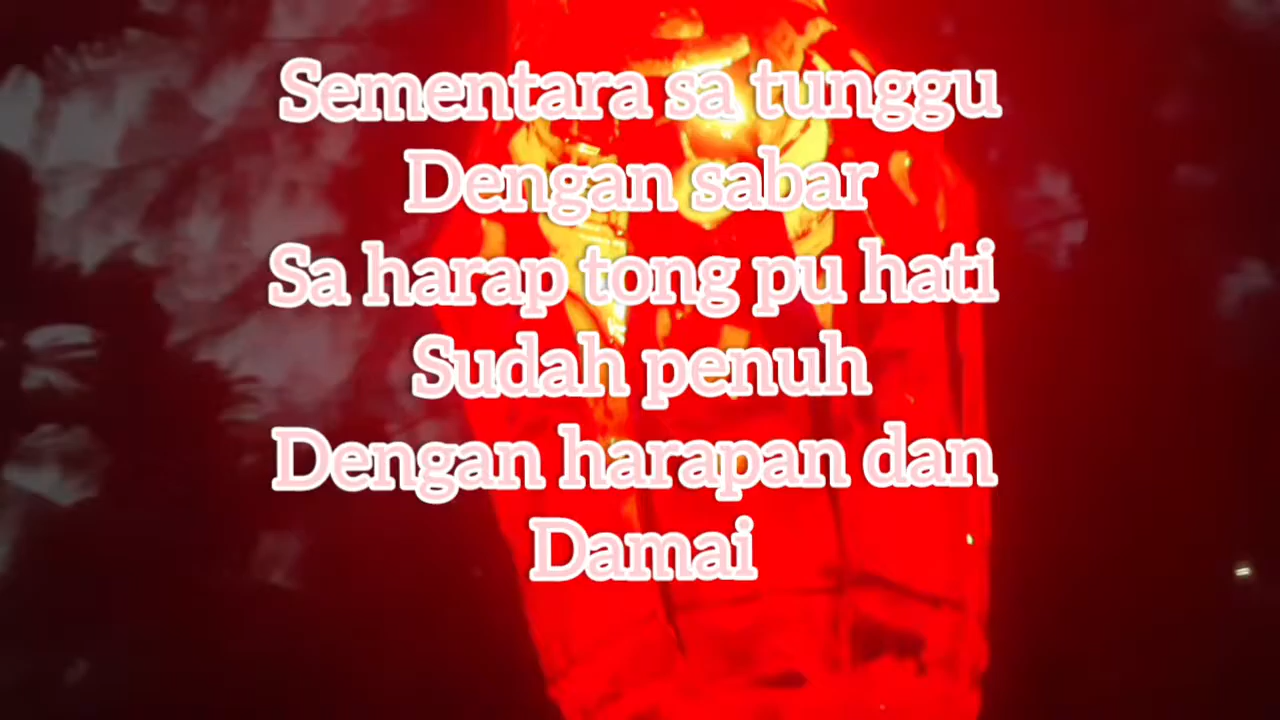 Sementara sa tunggu
Dengan sabar
Sa harap tong pu hati
Sudah penuh
Dengan harapan dan
Damai